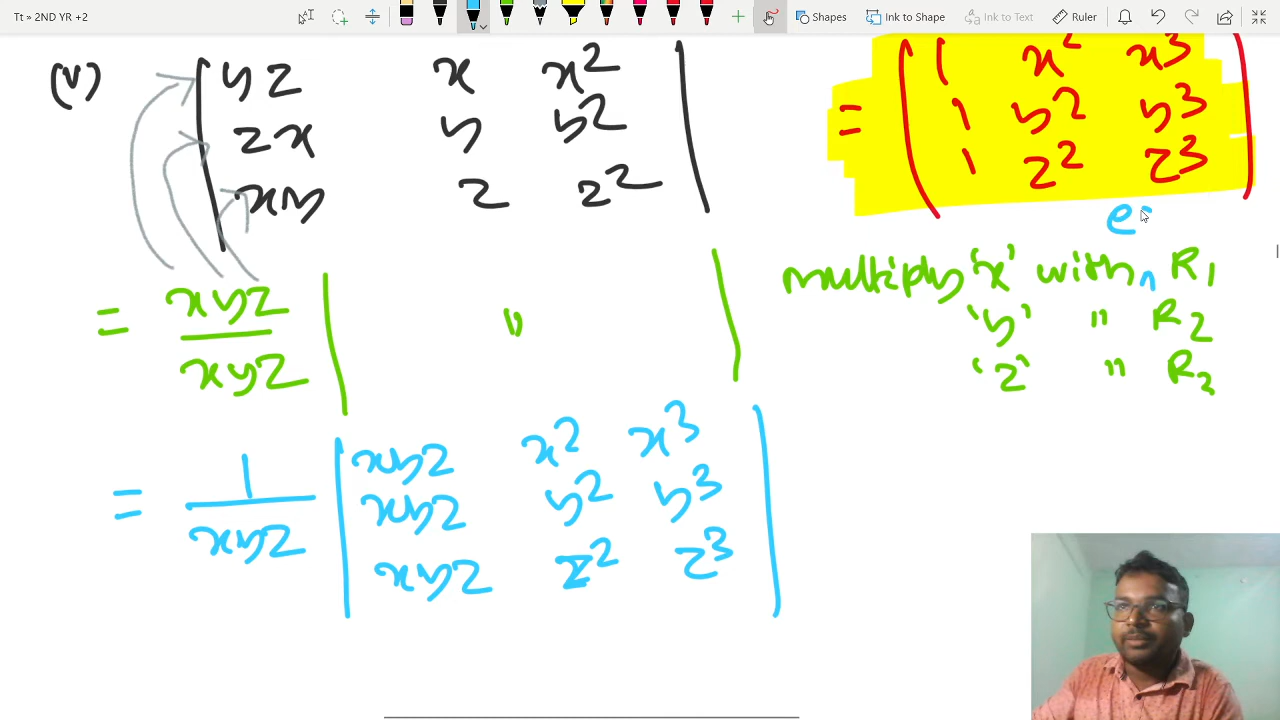 Tt » 2ND YR +2
Shapes Ink to Shape Ink to Text Ruler
(v) | yz x x² |
| zx y y² |
| xy z z² |
= | 1 x² x³ |
| 1 y² y³ |
| 1 z² z³ |
e
= xyz/xyz | " |
multiply 'x' with R1
'y' " R2
'z' " R3
= 1/xyz | xyz x² x³ |
| xyz y² y³ |
| xyz z² z³ |